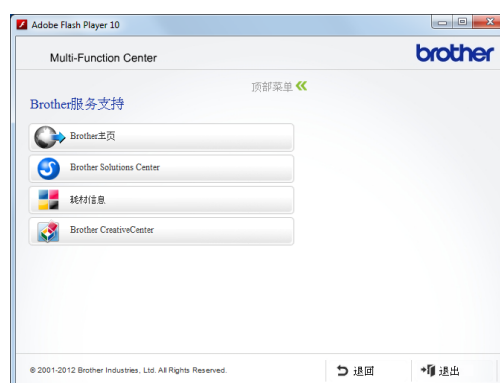 Adobe Flash Player 10
Multi-Function Center
brother
顶部菜单
Brother服务支持
Brother主页
Brother Solutions Center
耗材信息
Brother CreativeCenter
© 2001-2012 Brother Industries, Ltd. All Rights Reserved.
退回
退出